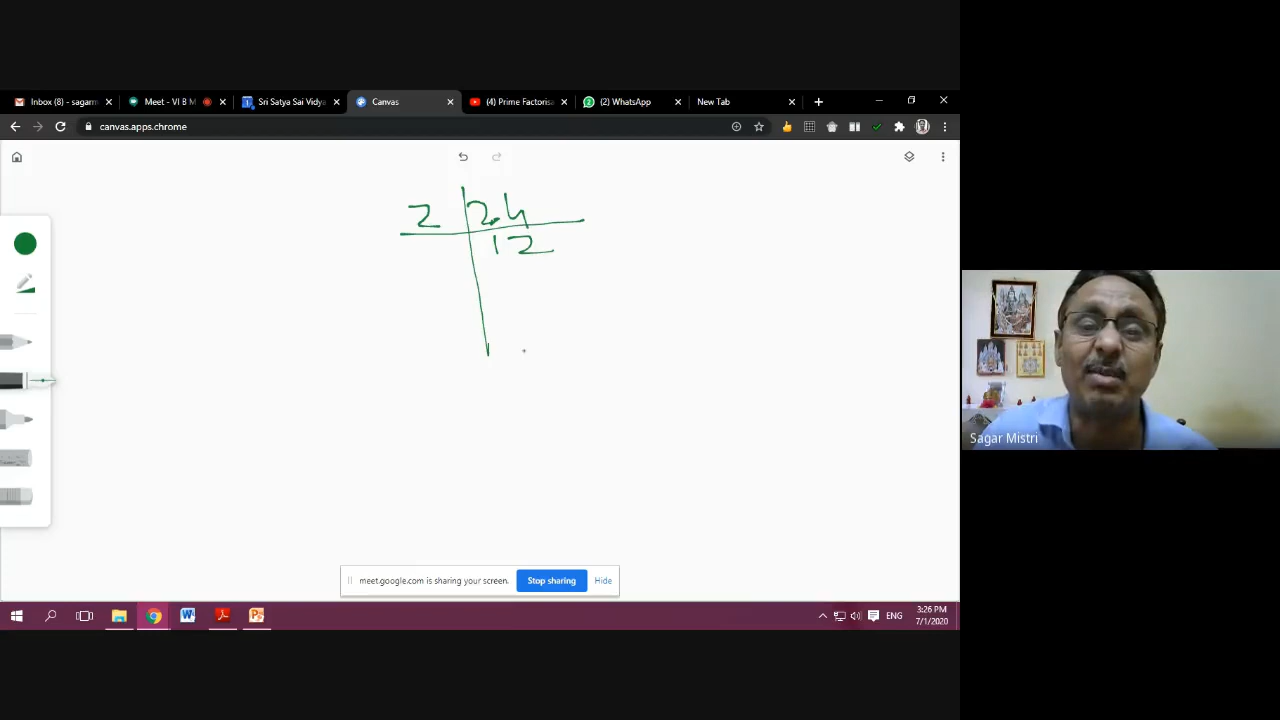 Inbox (8) - sagarm
Meet - VI B M
Sri Satya Sai Vidya
Canvas
(4) Prime Factorisa
(2) WhatsApp
New Tab
canvas.apps.chrome
2 24
12
Sagar Mistri
meet.google.com is sharing your screen. Stop sharing Hide
ENG
3:26 PM
7/1/2020